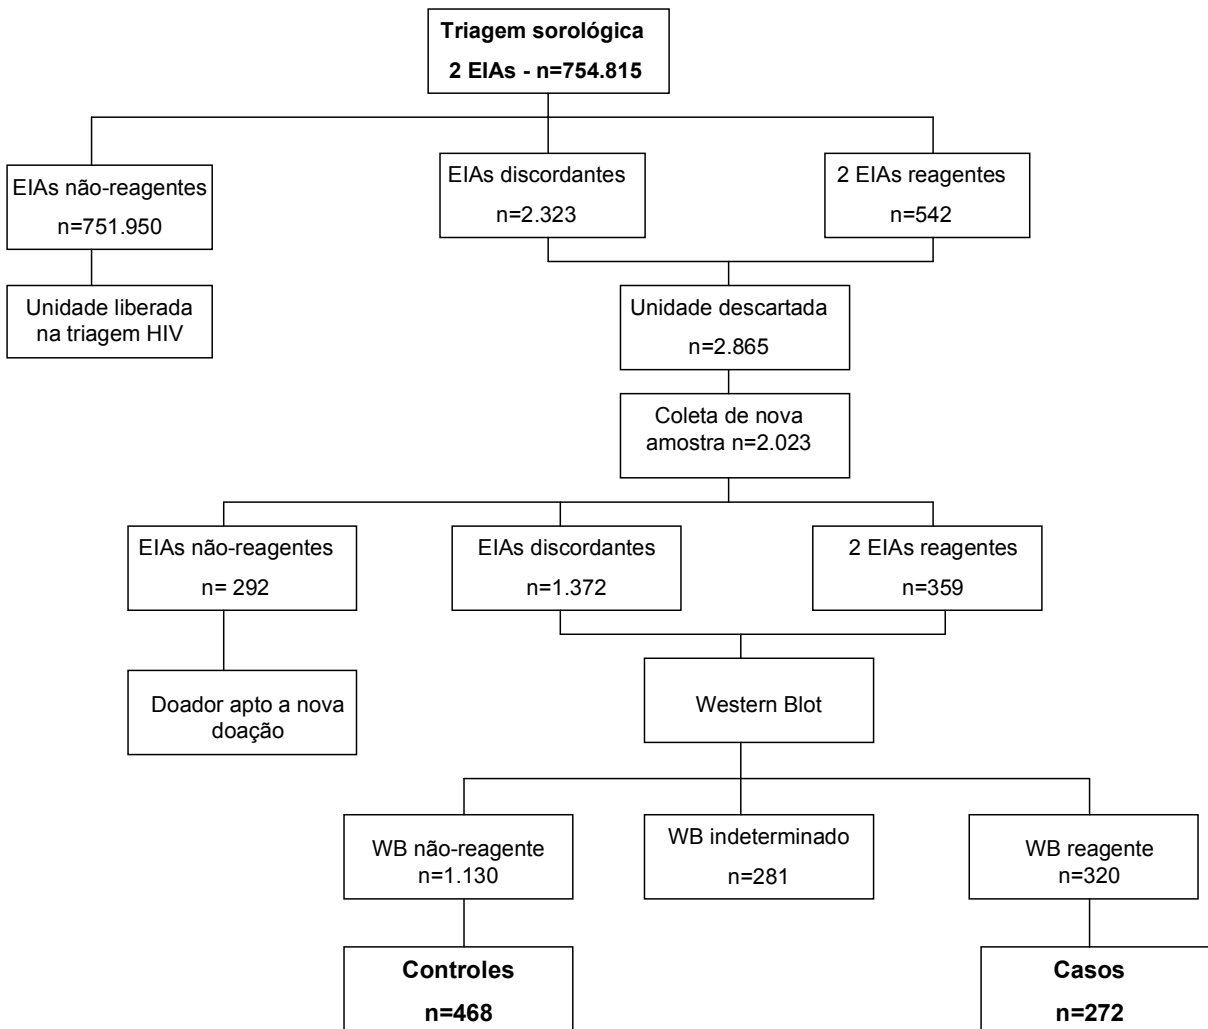 Triagem sorológica
2 EIAs - n=754.815
EIAs não-reagentes
n=751.950
EIAs discordantes
n=2.323
2 EIAs reagentes
n=542
Unidade liberada
na triagem HIV
Unidade descartada
n=2.865
Coleta de nova
amostra n=2.023
EIAs não-reagentes
n= 292
EIAs discordantes
n=1.372
2 EIAs reagentes
n=359
Doador apto a nova
doação
Western Blot
WB não-reagente
n=1.130
WB indeterminado
n=281
WB reagente
n=320
Controles
n=468
Casos
n=272